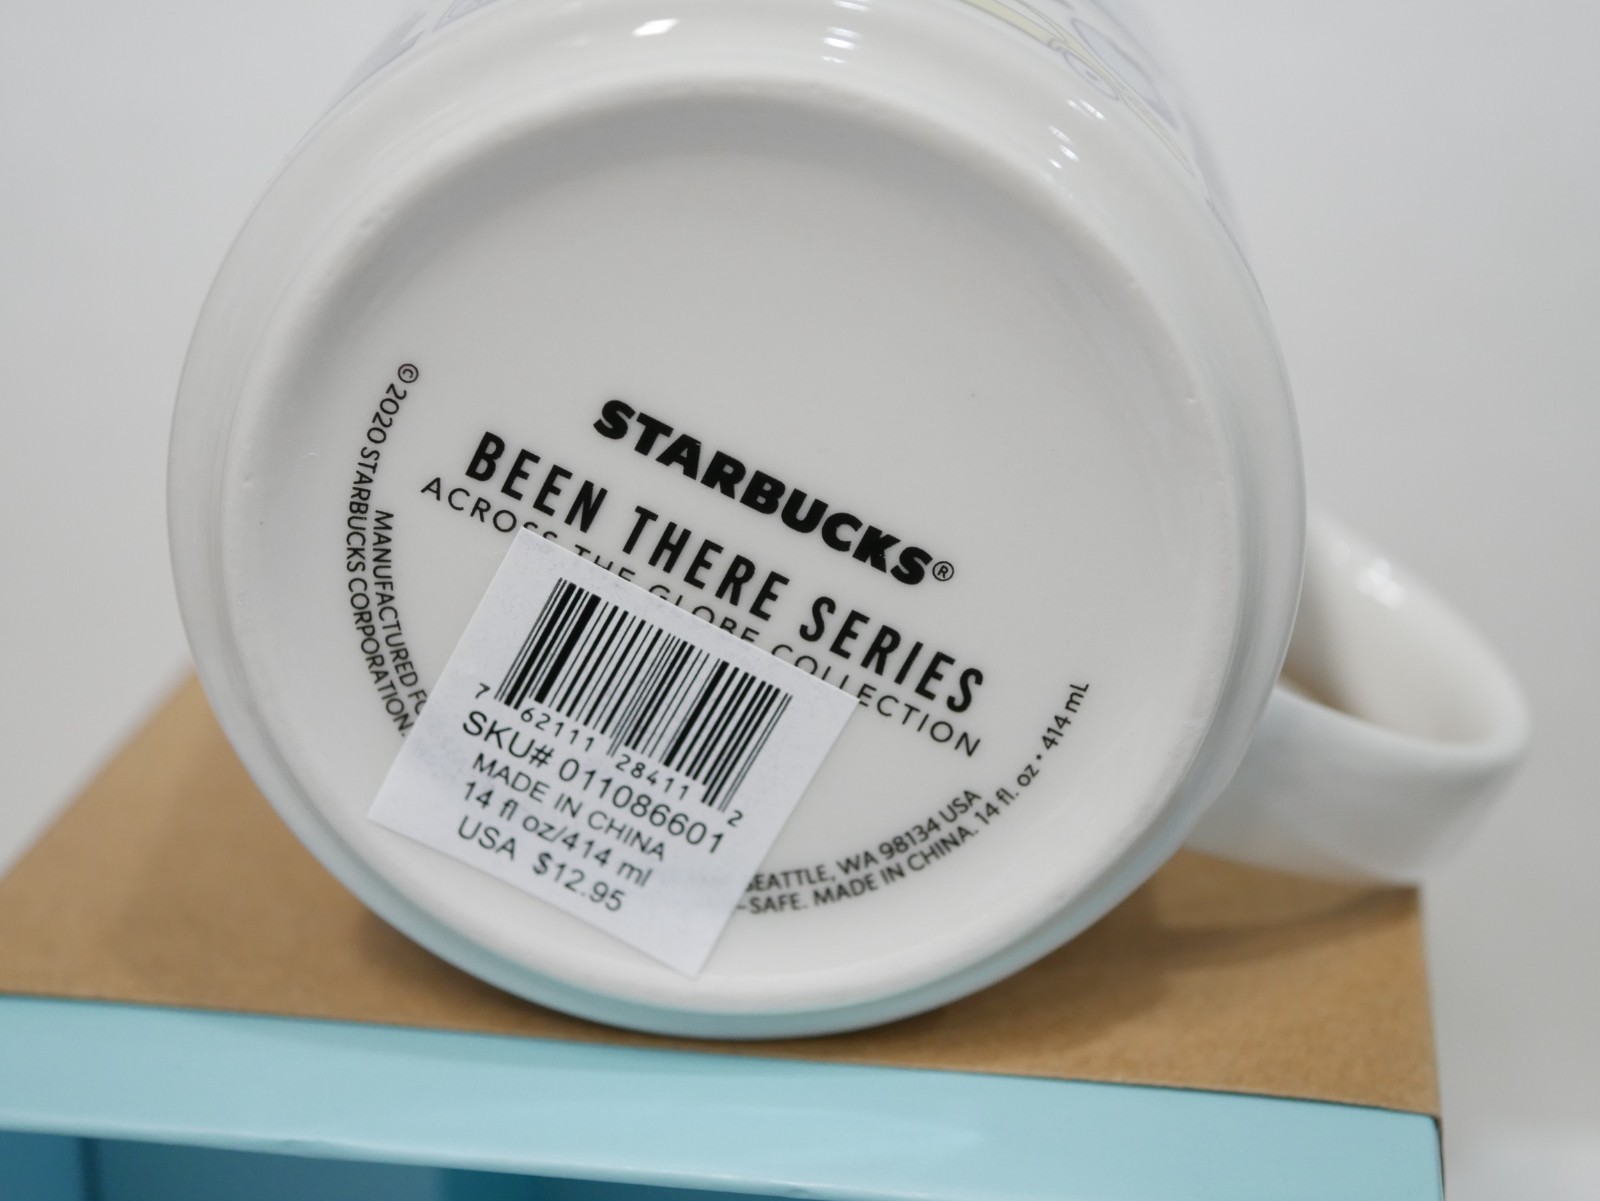 STARBUCKS®
BEEN THERE SERIES
ACROSS THE GLOBE COLLECTION
© 2020 STARBUCKS CORPORATION.
MANUFACTURED FO
SEATTLE, WA 98134 USA
-SAFE. MADE IN CHINA. 14 fl. oz • 414 mL
7 62111 28411 2
SKU# 011086601
MADE IN CHINA
14 fl oz/414 ml
USA $12.95